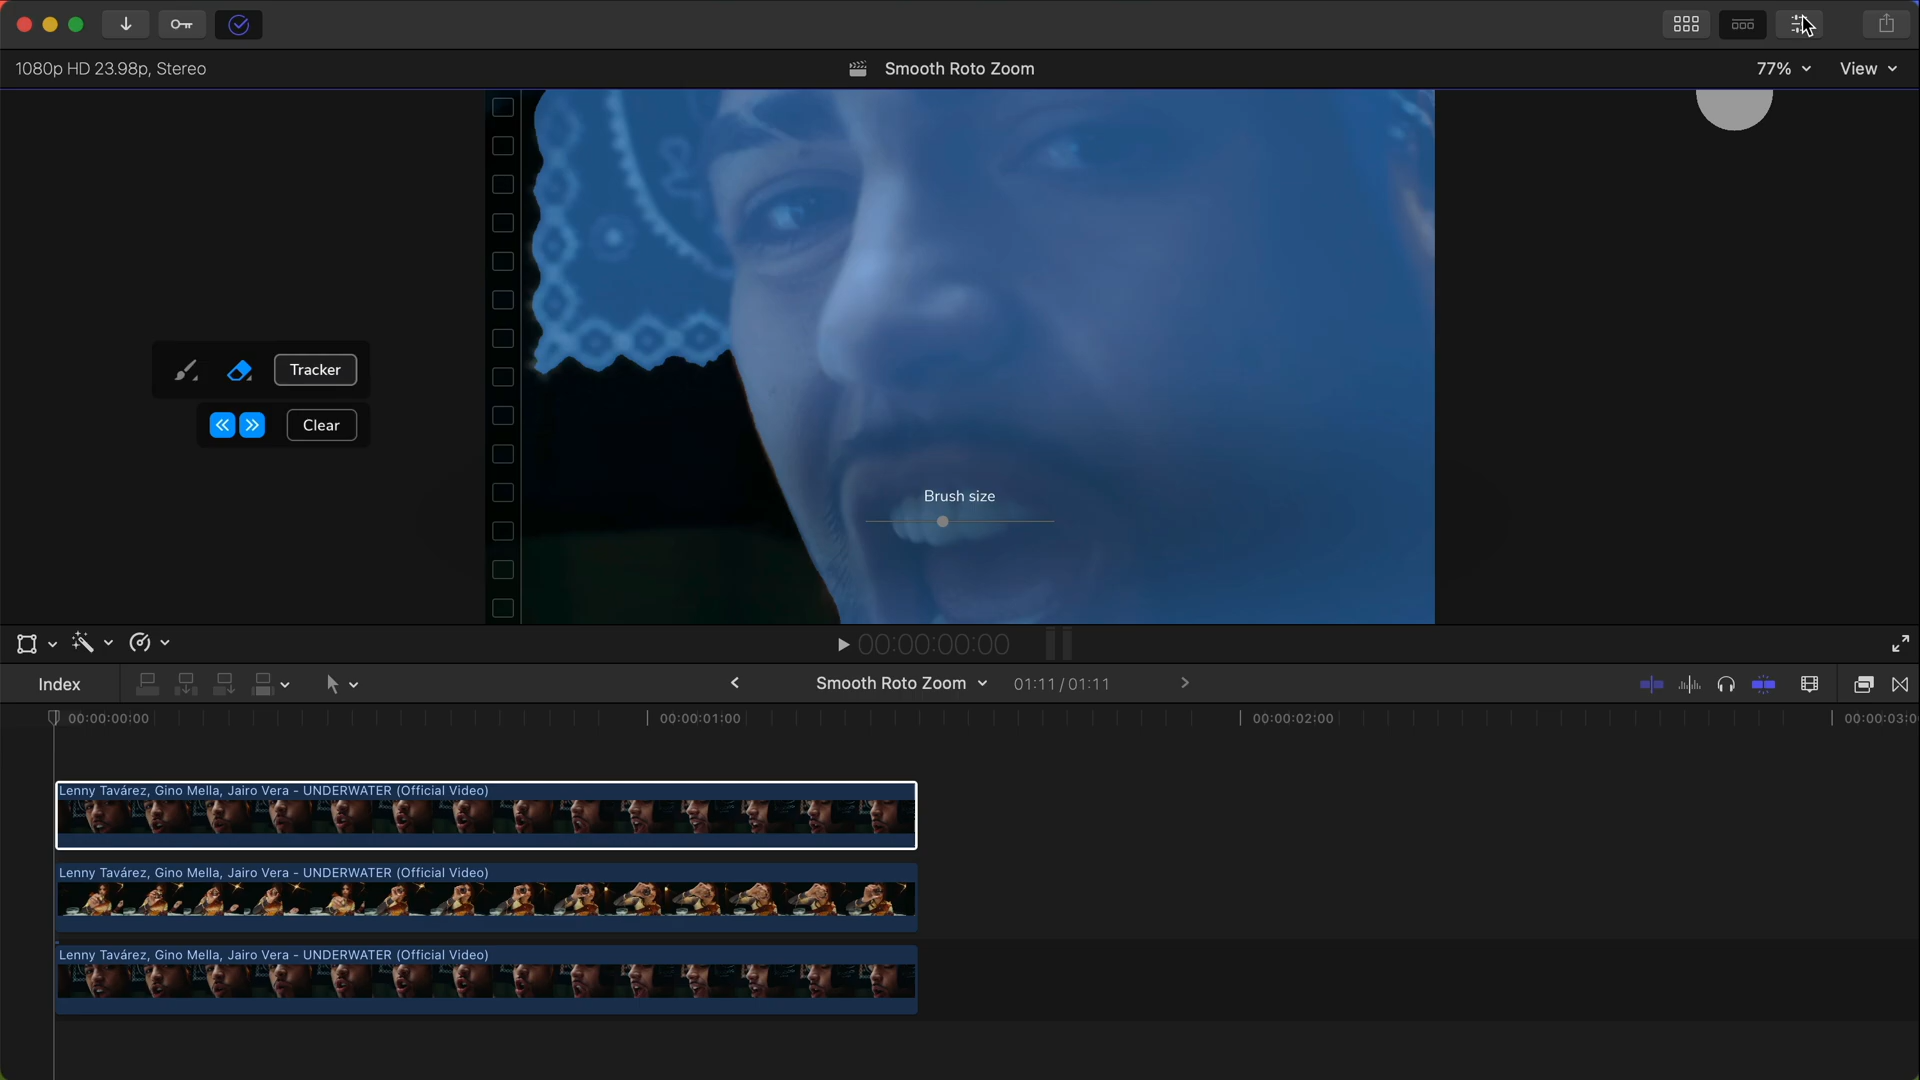 1080p HD 23.98p, Stereo
Smooth Roto Zoom
77%
View
Tracker
Clear
Brush size
00:00:00:00
Index
Smooth Roto Zoom
01:11 / 01:11
00:00:00:00
00:00:01:00
00:00:02:00
00:00:03:0
Lenny Tavárez, Gino Mella, Jairo Vera - UNDERWATER (Official Video)
Lenny Tavárez, Gino Mella, Jairo Vera - UNDERWATER (Official Video)
Lenny Tavárez, Gino Mella, Jairo Vera - UNDERWATER (Official Video)